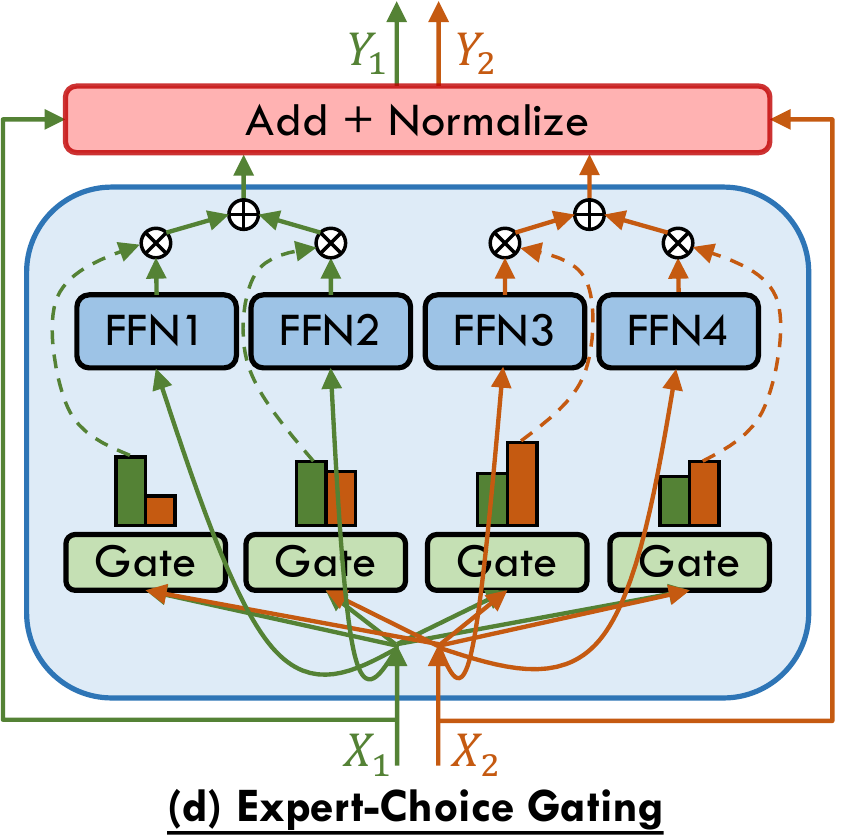 Y₁ Y₂
Add + Normalize
FFN1 FFN2 FFN3 FFN4
Gate Gate Gate Gate
X₁ X₂
(d) Expert-Choice Gating